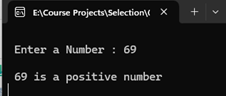 E:\Course Projects\Selection\
Enter a Number : 69
69 is a positive number